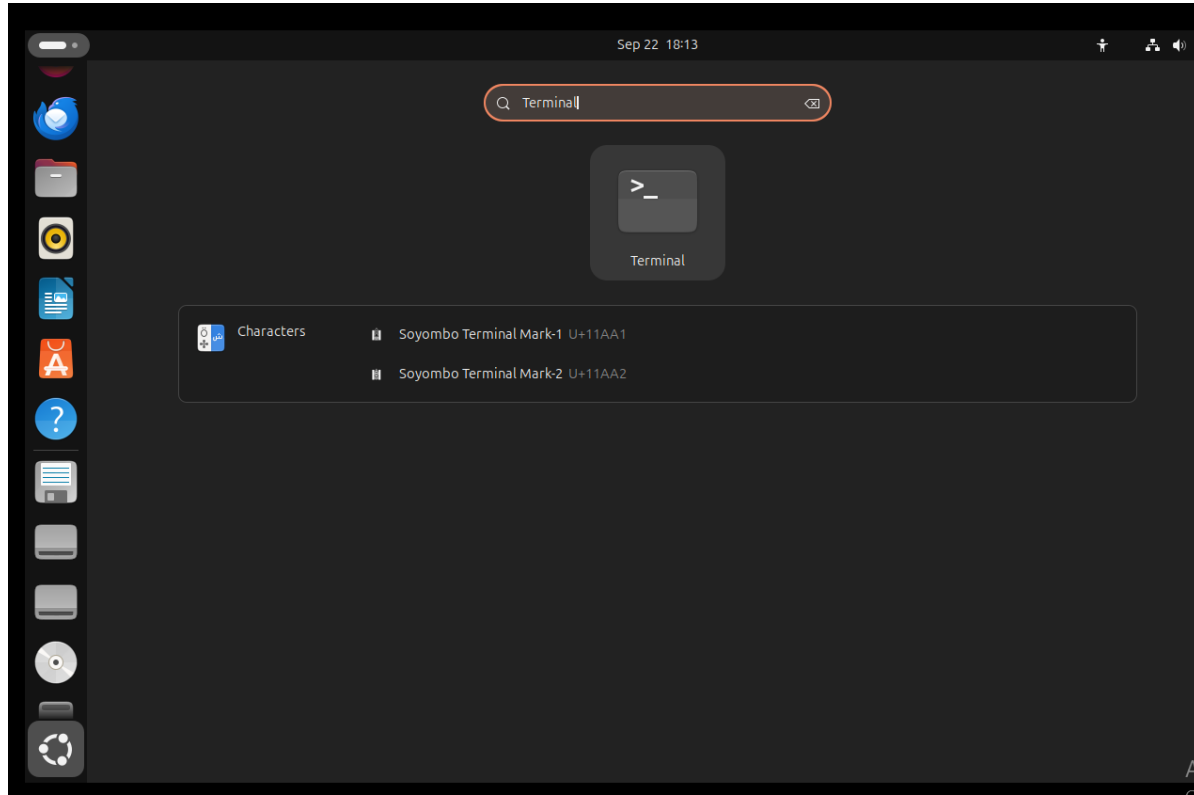 Sep 22 18:13
Terminal
>_
Terminal
Characters
Soyombo Terminal Mark-1 U+11AA1
Soyombo Terminal Mark-2 U+11AA2
?